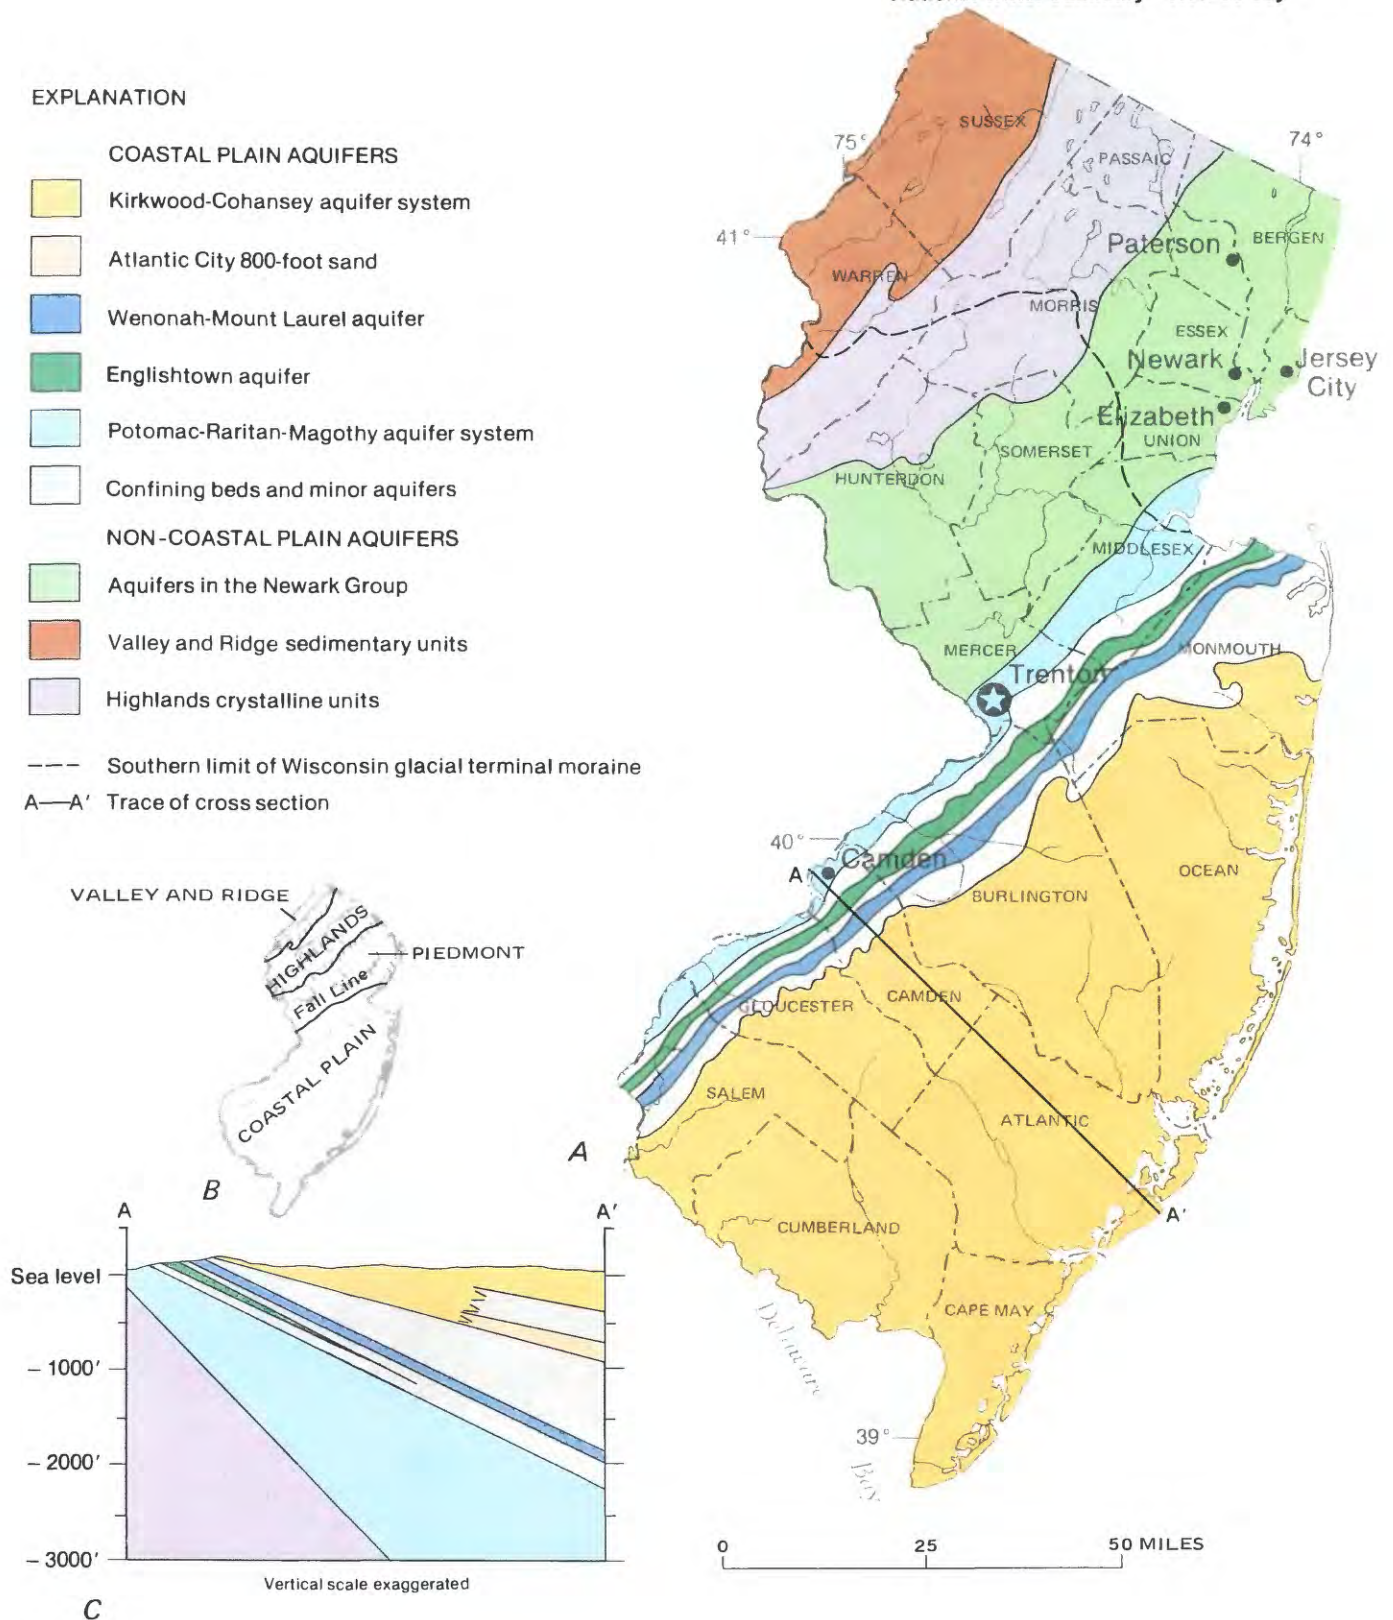 EXPLANATION
COASTAL PLAIN AQUIFERS
Kirkwood-Cohansey aquifer system
Atlantic City 800-foot sand
Wenonah-Mount Laurel aquifer
Englishtown aquifer
Potomac-Raritan-Magothy aquifer system
Confining beds and minor aquifers
NON-COASTAL PLAIN AQUIFERS
Aquifers in the Newark Group
Valley and Ridge sedimentary units
Highlands crystalline units
Southern limit of Wisconsin glacial terminal moraine
A—A' Trace of cross section
75°
74°
41°
40°
39°
SUSSEX
PASSAIC
BERGEN
Paterson
WARREN
MORRIS
ESSEX
Newark
Jersey
City
Elizabeth
UNION
SOMERSET
HUNTERDON
MIDDLESEX
MERCER
Trenton
MONMOUTH
Camden
A
OCEAN
BURLINGTON
CAMDEN
GLOUCESTER
SALEM
ATLANTIC
A'
CUMBERLAND
CAPE MAY
Delaware
Bay
A
0 25 50 MILES
VALLEY AND RIDGE
HIGHLANDS
PIEDMONT
Fall Line
COASTAL PLAIN
B
A A'
Sea level
– 1000'
– 2000'
– 3000'
Vertical scale exaggerated
C